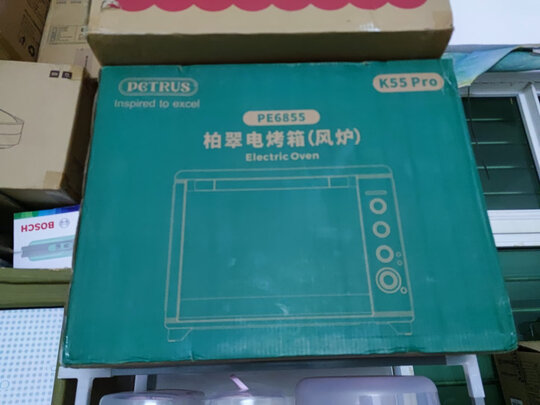 PETRUS
Inspired to excel
K55 Pro
PE6855
柏翠电烤箱(风炉)
Electric Oven
BOSCH